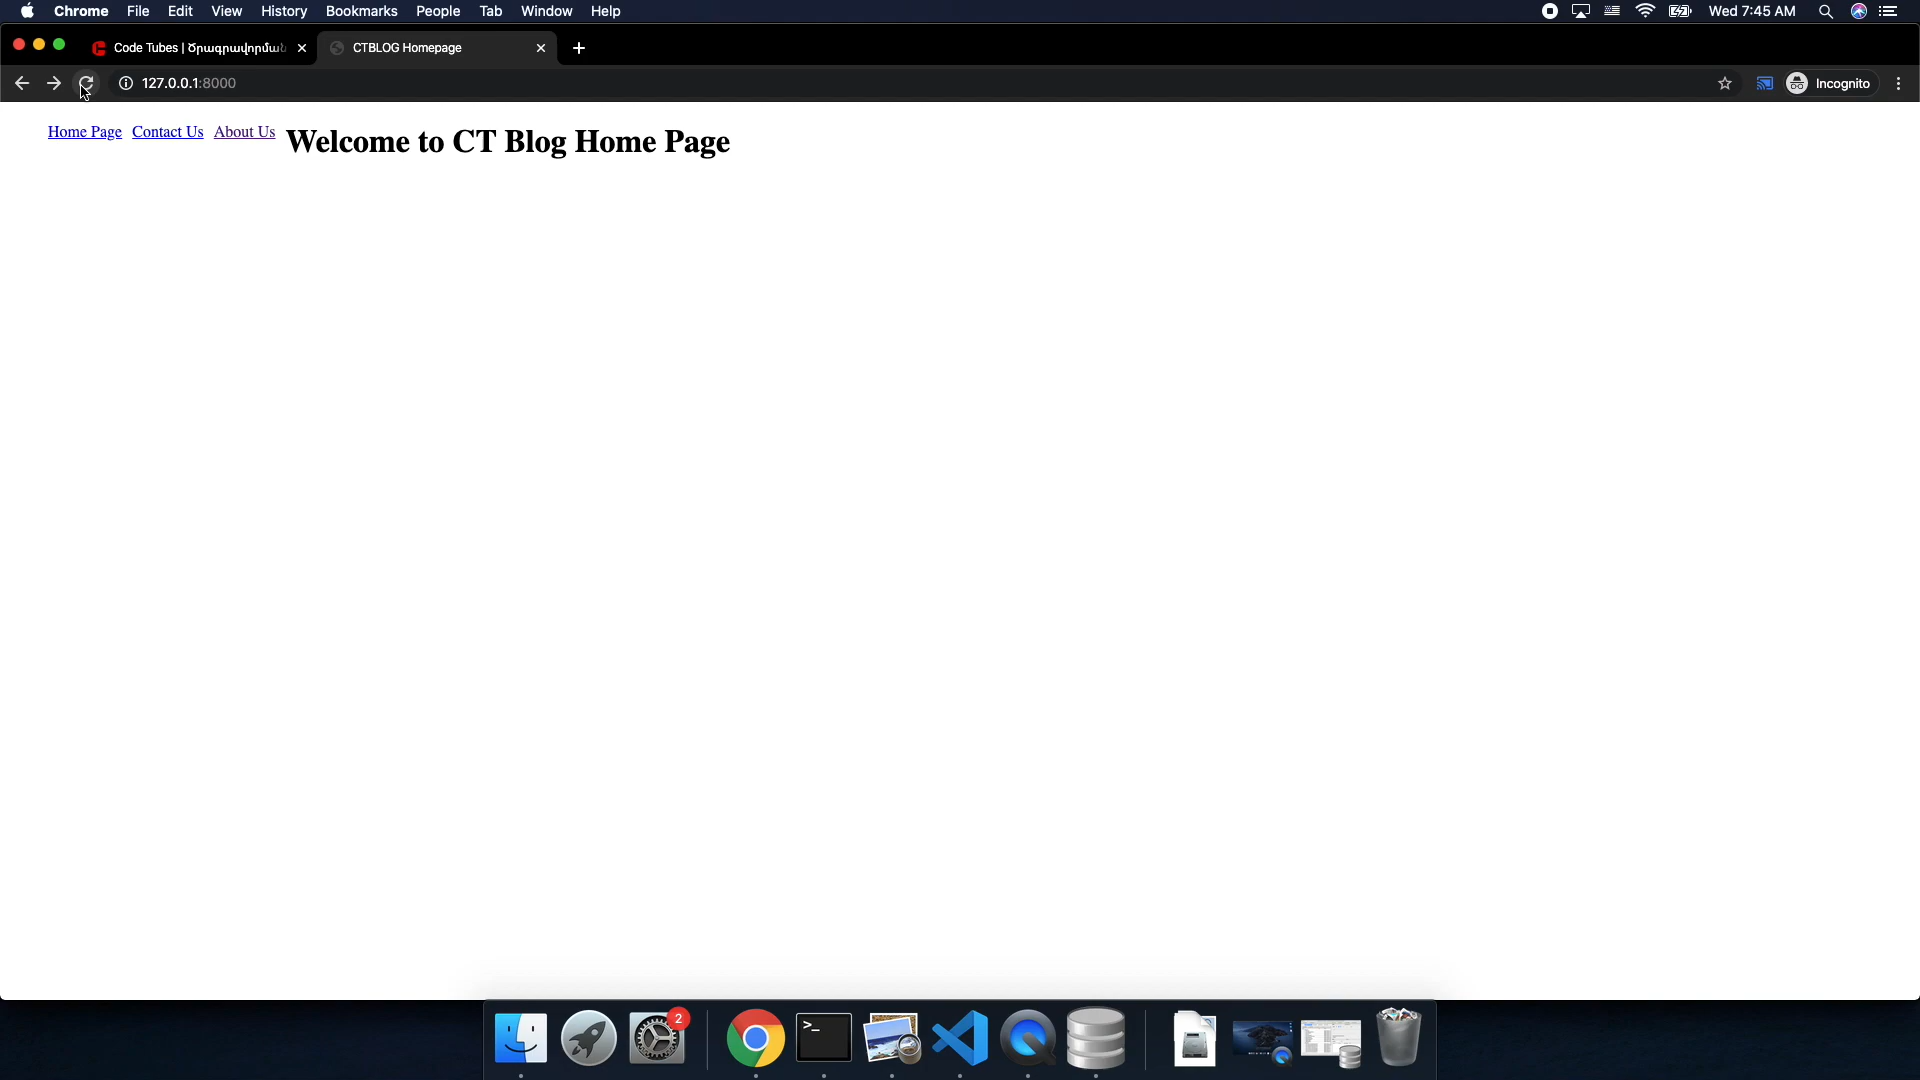 Chrome File Edit View History Bookmarks People Tab Window Help Wed 7:45 AM
Code Tubes | Ծրագրավորման CTBLOG Homepage
127.0.0.1:8000 Incognito
Home Page Contact Us About Us Welcome to CT Blog Home Page
2
>_